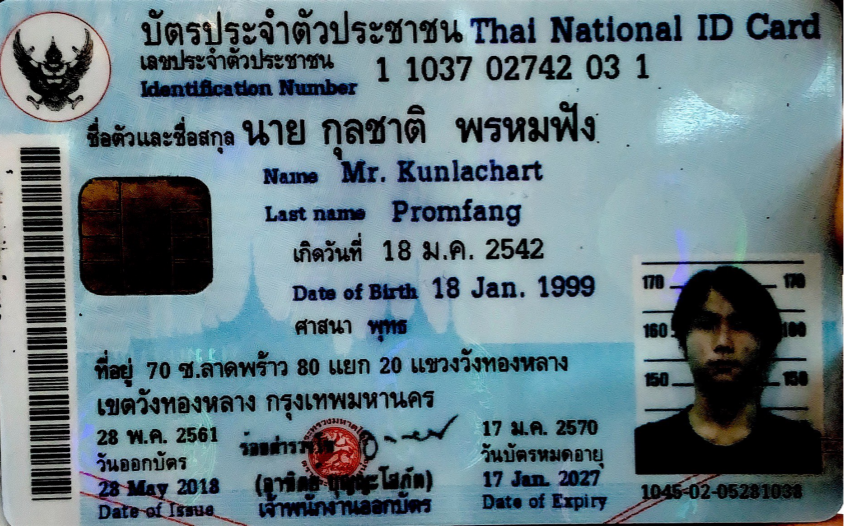 บัตรประจำตัวประชาชน Thai National ID Card
เลขประจำตัวประชาชน 1 1037 02742 03 1
Identification Number
ชื่อตัวและชื่อสกุล นาย กุลชาติ พรหมฟัง
Name Mr. Kunlachart
Last name Promfang
เกิดวันที่ 18 ม.ค. 2542
Date of Birth 18 Jan. 1999
ศาสนา พุทธ
ที่อยู่ 70 ซ.ลาดพร้าว 80 แยก 20 แขวงวังทองหลาง
เขตวังทองหลาง กรุงเทพมหานคร
28 พ.ค. 2561
วันออกบัตร
28 May 2018
Date of Issue
เจ้าพนักงานออกบัตร
17 ม.ค. 2570
วันบัตรหมดอายุ
17 Jan. 2027
Date of Expiry
170 170
160
150 150
1045-02-05281038